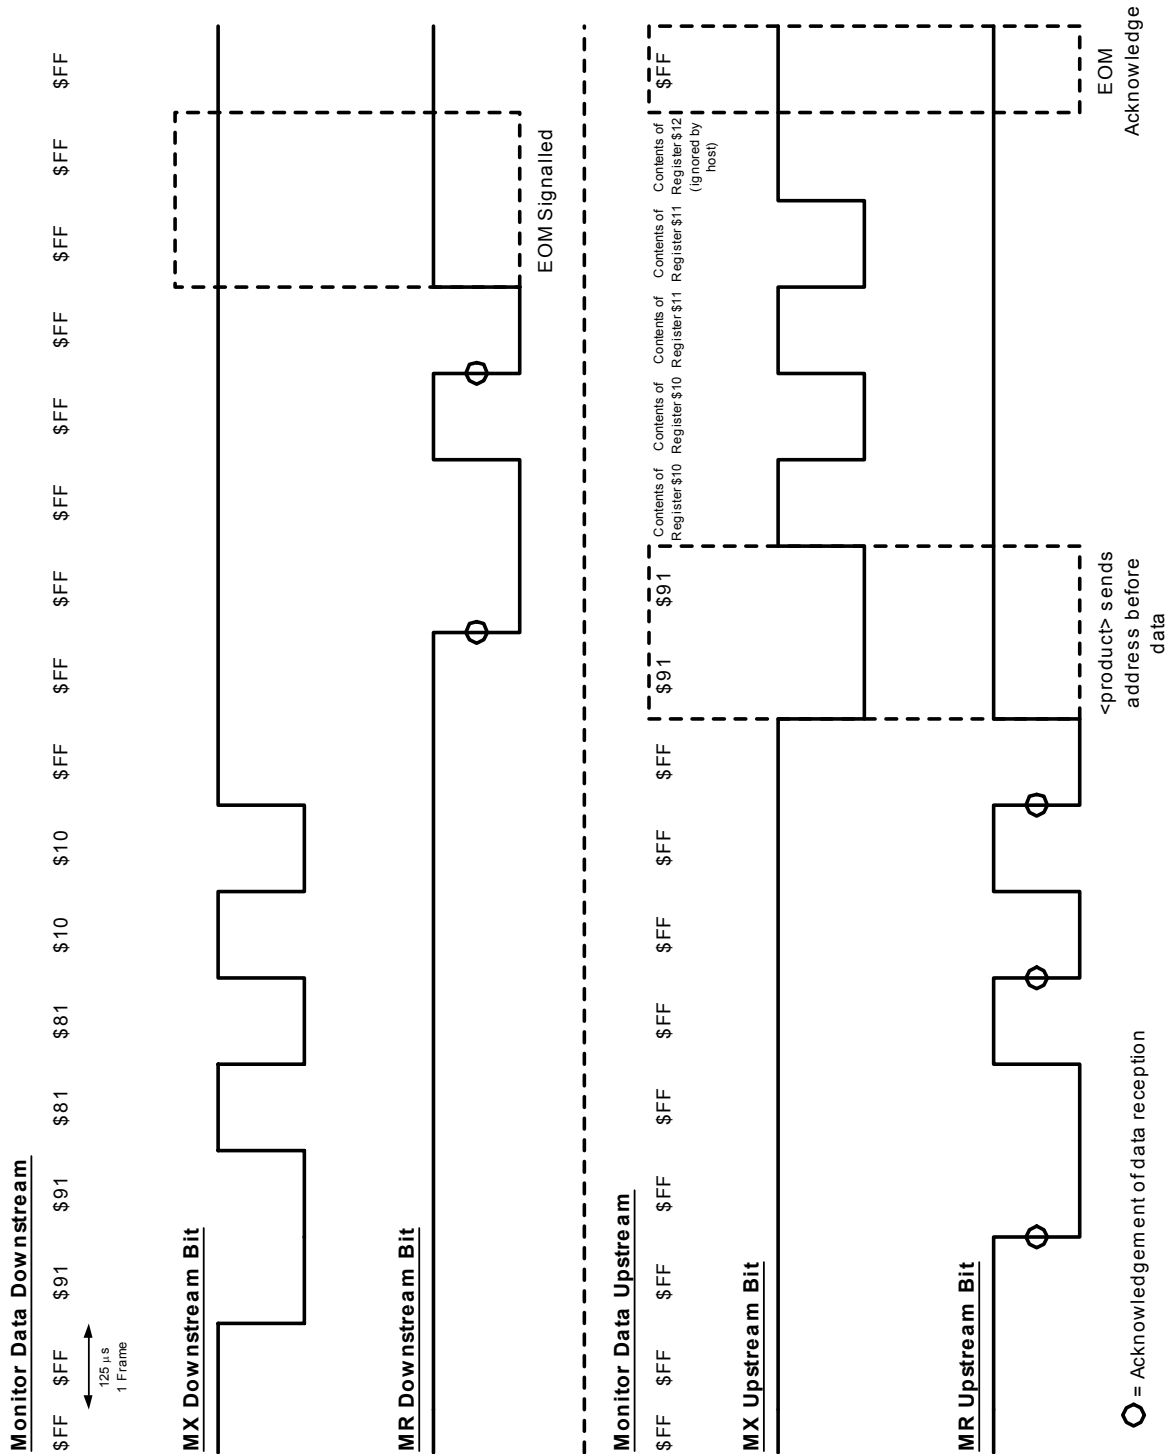 Monitor Data Downstream
$FF $FF $91 $91 $81 $81 $10 $10 $FF $FF $FF $FF $FF $FF $FF $FF $FF
125 μs
1 Frame
MX Downstream Bit
MR Downstream Bit
EOM Signalled
Monitor Data Upstream
$FF $FF $FF $FF $FF $FF $FF $FF $FF $91 $91 Contents of Register $10 Contents of Register $10 Contents of Register $11 Contents of Register $11 Contents of Register $12 (ignored by host) $FF
MX Upstream Bit
MR Upstream Bit
<product> sends
address before
data
EOM
Acknowledge
= Acknowledgement of data reception